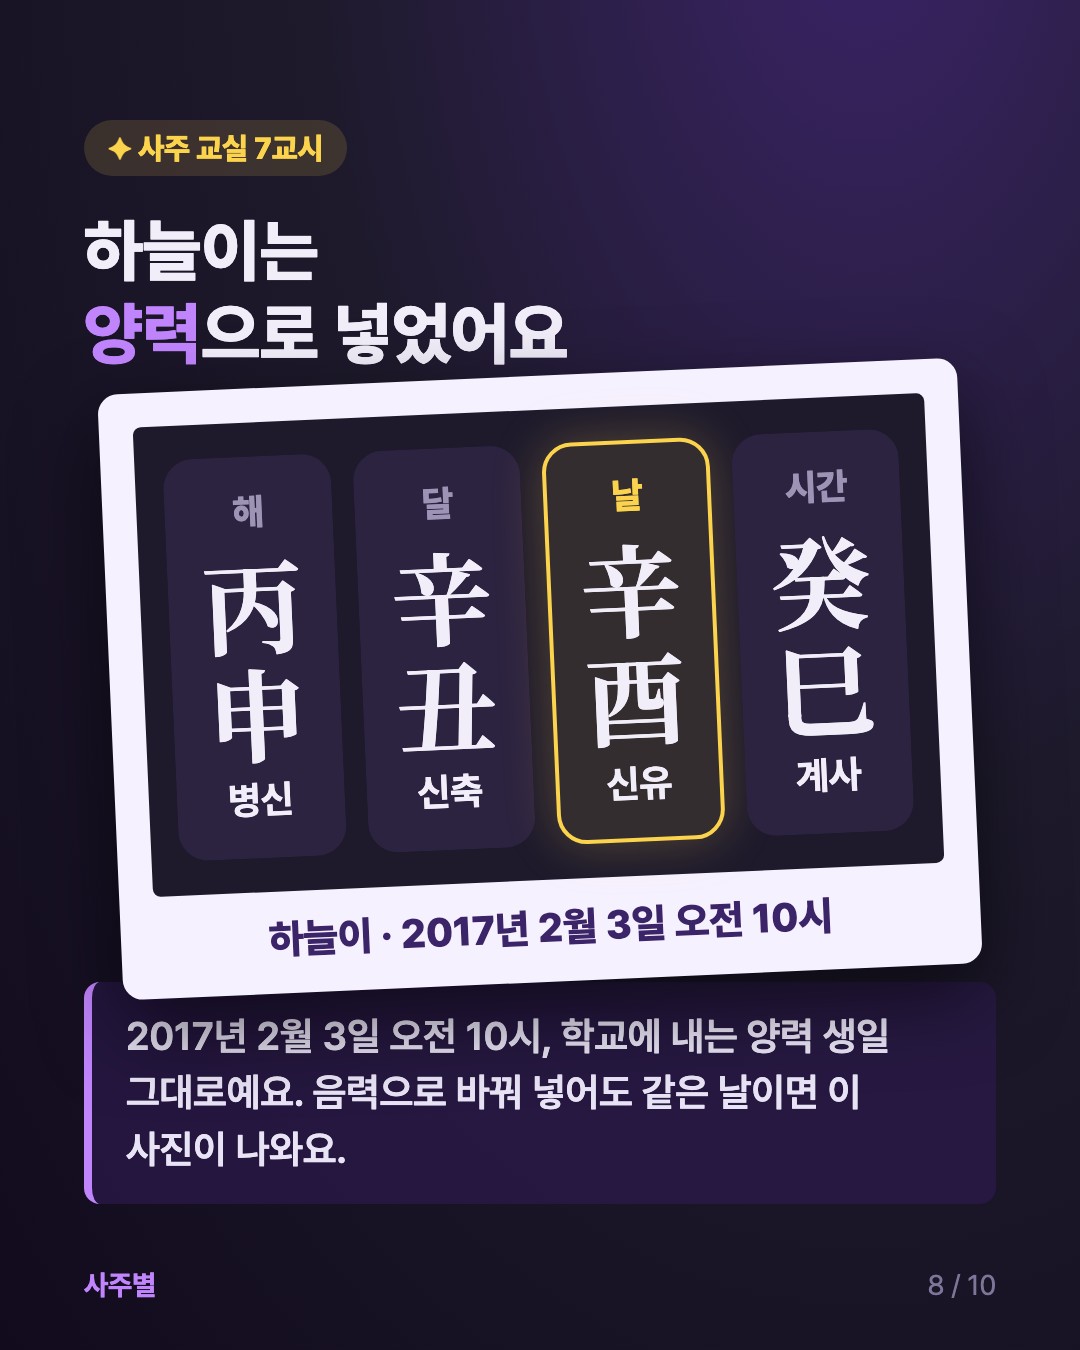 ✦ 사주 교실 7교시
하늘이는
양력으로 넣었어요
해 달 날 시간
丙 辛 辛 癸
申 丑 酉 巳
병신 신축 신유 계사
하늘이 · 2017년 2월 3일 오전 10시
2017년 2월 3일 오전 10시, 학교에 내는 양력 생일
그대로예요. 음력으로 바꿔 넣어도 같은 날이면 이
사진이 나와요.
사주별
8 / 10